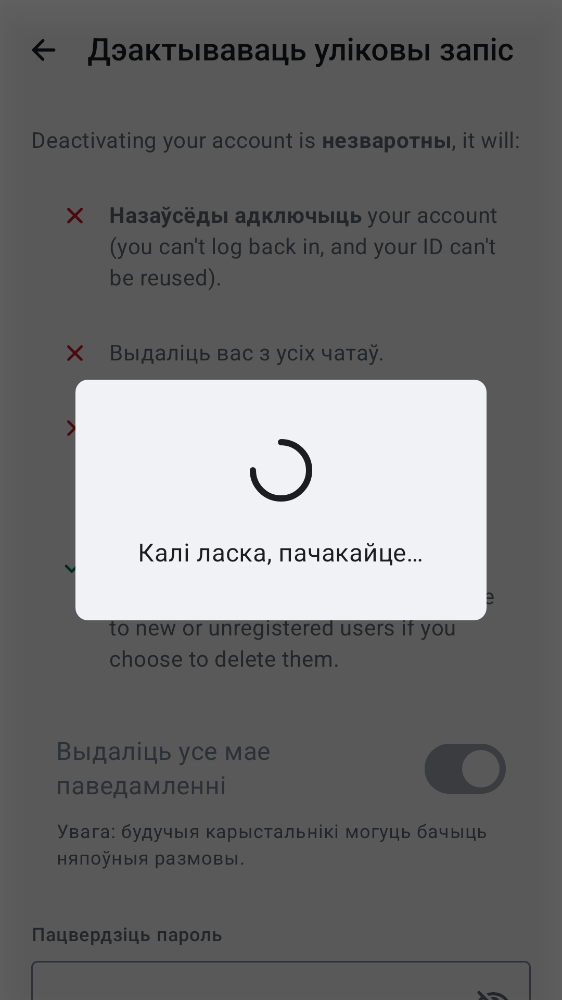 Дэактываваць уліковы запіс
Deactivating your account is незваротны, it will:
Назаўсёды адключыць your account
(you can't log back in, and your ID can't
be reused).
Выдаліць вас з усіх чатаў.
Калі ласка, пачакайце...
to new or unregistered users if you
choose to delete them.
Выдаліць усе мае
паведамленні
Увага: будучыя карыстальнікі могуць бачыць
няпоўныя размовы.
Пацвердзіць пароль